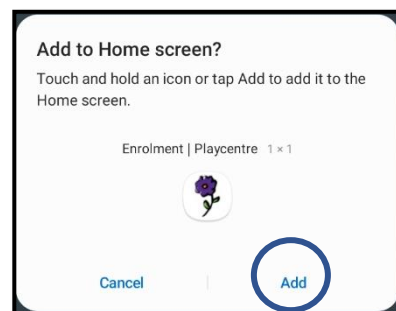 Add to Home screen?
Touch and hold an icon or tap Add to add it to the
Home screen.
Enrolment | Playcentre 1 × 1
Cancel
Add